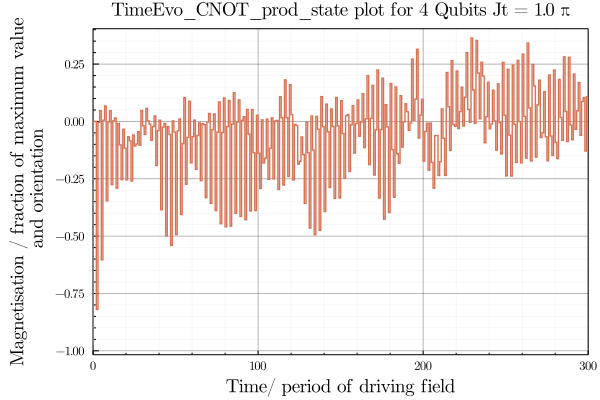 TimeEvo_CNOT_prod_state plot for 4 Qubits Jt = 1.0 π
Magnetisation / fraction of maximum value
and orientation
0.25
0.00
−0.25
−0.50
−0.75
−1.00
0 100 200 300
Time/ period of driving field